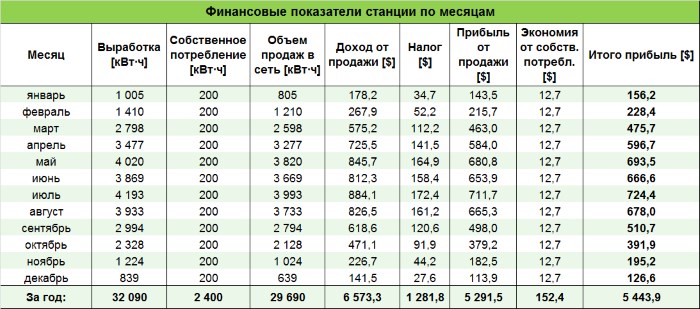 Финансовые показатели станции по месяцам
Месяц | Выработка [кВт·ч] | Собственное потребление [кВт·ч] | Объем продаж в сеть [кВт·ч] | Доход от продажи [$] | Налог [$] | Прибыль от продажи [$] | Экономия от собств. потребл. [$] | Итого прибыль [$]
январь 1 005 200 805 178,2 34,7 143,5 12,7 156,2
февраль 1 410 200 1 210 267,9 52,2 215,7 12,7 228,4
март 2 798 200 2 598 575,2 112,2 463,0 12,7 475,7
апрель 3 477 200 3 277 725,5 141,5 584,0 12,7 596,7
май 4 020 200 3 820 845,7 164,9 680,8 12,7 693,5
июнь 3 869 200 3 669 812,3 158,4 653,9 12,7 666,6
июль 4 193 200 3 993 884,1 172,4 711,7 12,7 724,4
август 3 933 200 3 733 826,5 161,2 665,3 12,7 678,0
сентябрь 2 994 200 2 794 618,6 120,6 498,0 12,7 510,7
октябрь 2 328 200 2 128 471,1 91,9 379,2 12,7 391,9
ноябрь 1 224 200 1 024 226,7 44,2 182,5 12,7 195,2
декабрь 839 200 639 141,5 27,6 113,9 12,7 126,6
За год: 32 090 2 400 29 690 6 573,3 1 281,8 5 291,5 152,4 5 443,9